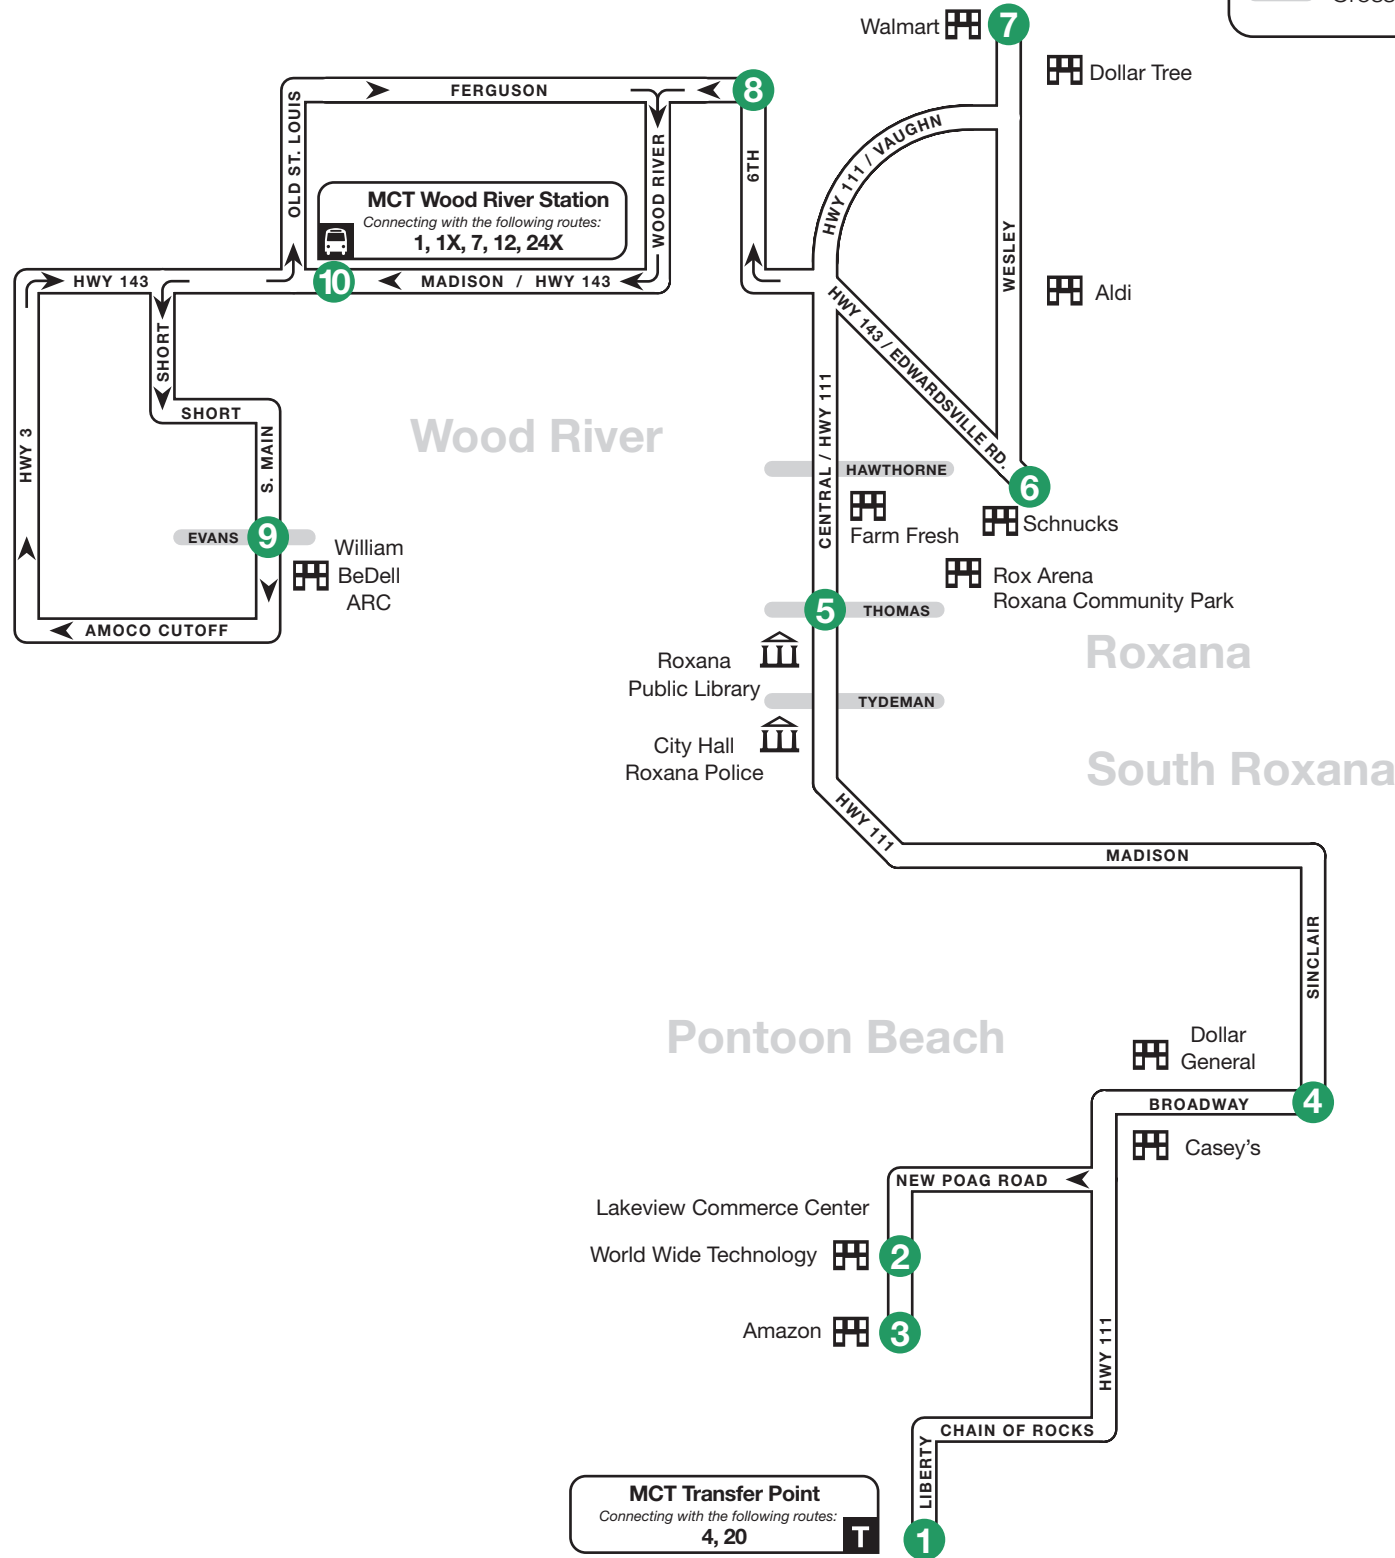 Walmart
7
Dollar Tree
FERGUSON
8
OLD ST. LOUIS
WOOD RIVER
6TH
HWY 111 / VAUGHN
MCT Wood River Station
Connecting with the following routes:
1, 1X, 7, 12, 24X
WESLEY
HWY 143
10
MADISON / HWY 143
HWY 143 / EDWARDSVILLE RD.
Aldi
SHORT
SHORT
HWY 3
S. MAIN
Wood River
CENTRAL / HWY 111
HAWTHORNE
6
Farm Fresh
Schnucks
EVANS
9
William
BeDell
ARC
Rox Arena
Roxana Community Park
5
THOMAS
AMOCO CUTOFF
Roxana
Roxana
Public Library
TYDEMAN
City Hall
Roxana Police
South Roxana
HWY 111
MADISON
SINCLAIR
Pontoon Beach
Dollar
General
BROADWAY
4
Casey's
NEW POAG ROAD
Lakeview Commerce Center
World Wide Technology
2
Amazon
3
HWY 111
CHAIN OF ROCKS
LIBERTY
MCT Transfer Point
Connecting with the following routes:
4, 20
T
1